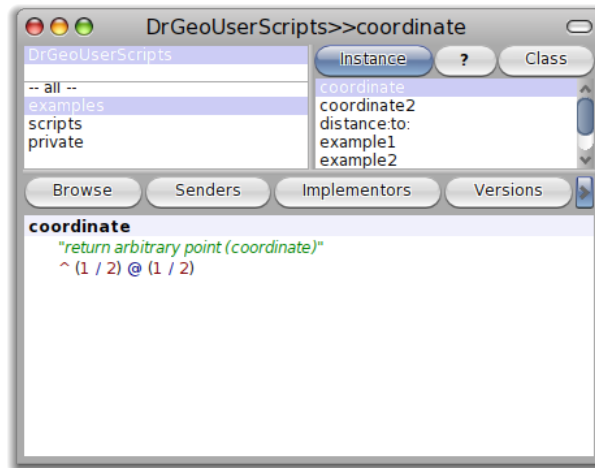 DrGeoUserScripts>>coordinate
DrGeoUserScripts
Instance ? Class
-- all --
examples
scripts
private
coordinate
coordinate2
distance:to:
example1
example2
Browse Senders Implementors Versions
coordinate
"return arbitrary point (coordinate)"
^ (1 / 2) @ (1 / 2)